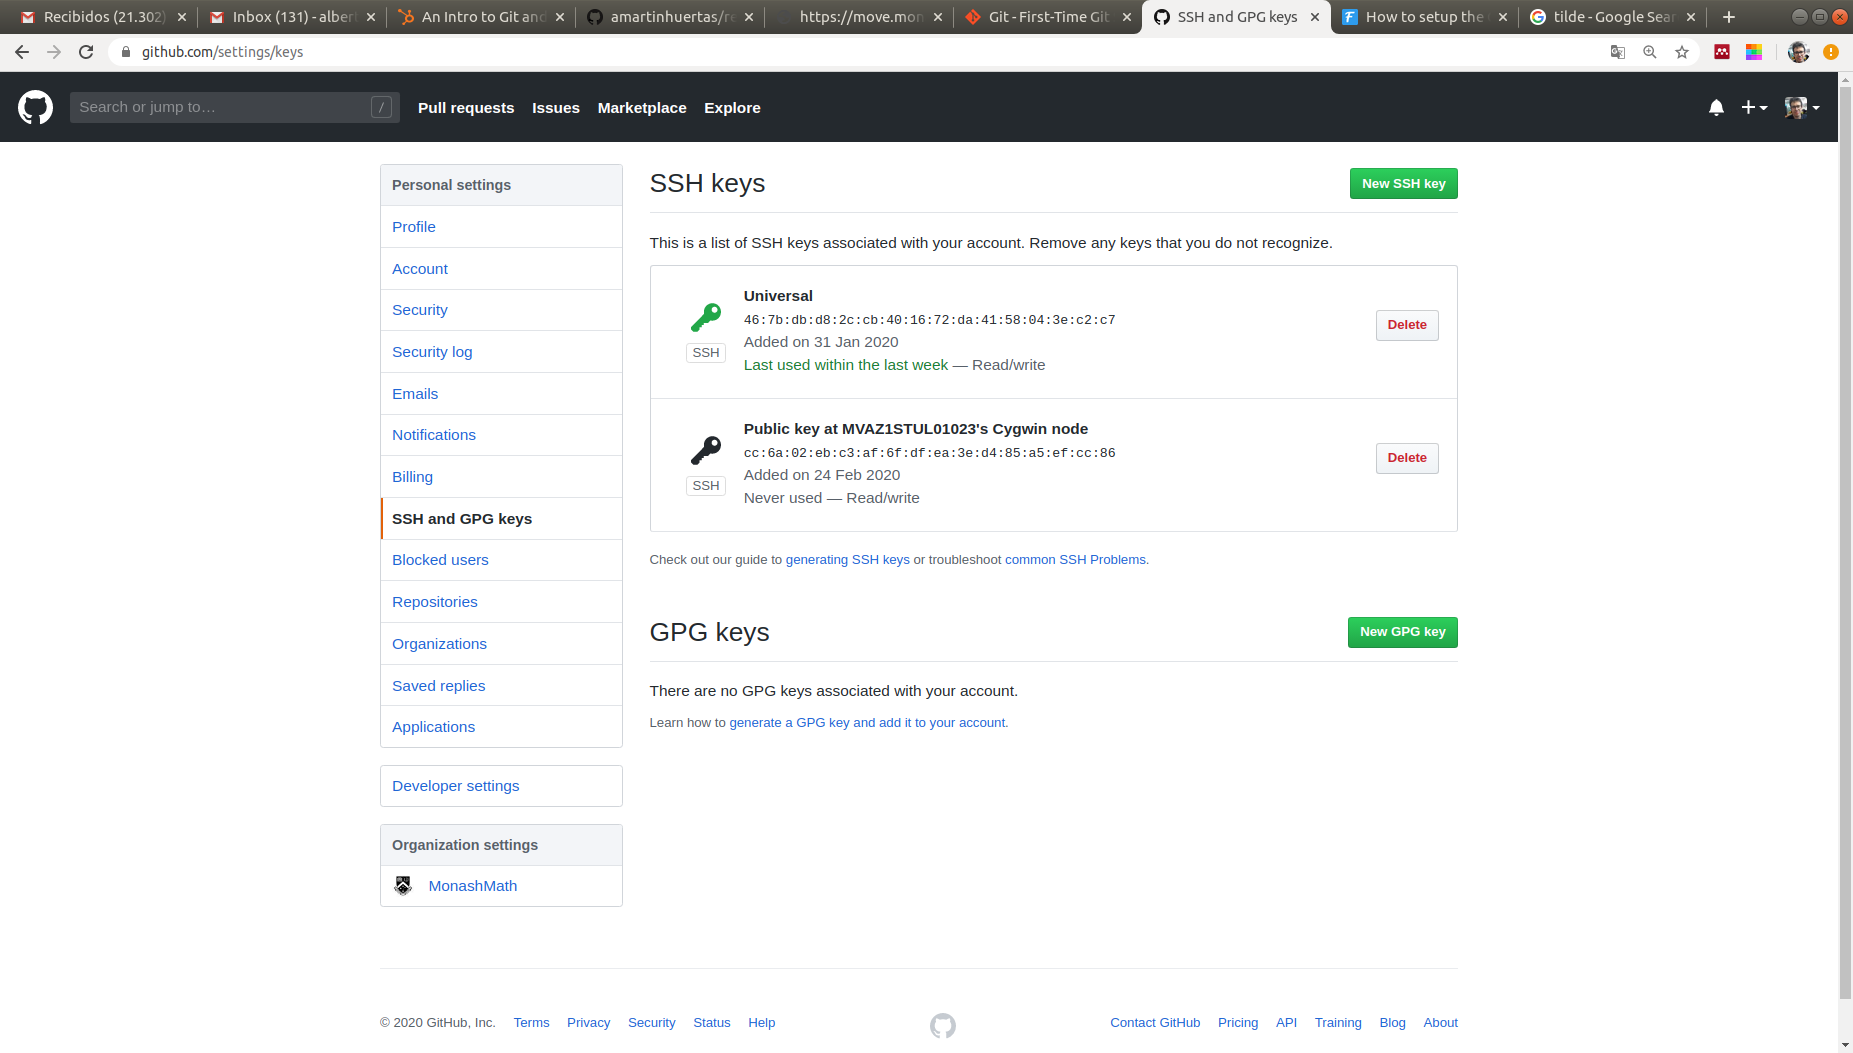 Recibidos (21.302)
Inbox (131) - albert
An Intro to Git and
amartinhuertas/re
https://move.mon
Git - First-Time Git
SSH and GPG keys
How to setup the
tilde - Google Sear
github.com/settings/keys
Search or jump to…
/
Pull requests
Issues
Marketplace
Explore
Personal settings
Profile
Account
Security
Security log
Emails
Notifications
Billing
SSH and GPG keys
Blocked users
Repositories
Organizations
Saved replies
Applications
Developer settings
Organization settings
MonashMath
SSH keys
New SSH key
This is a list of SSH keys associated with your account. Remove any keys that you do not recognize.
Universal
46:7b:db:d8:2c:cb:40:16:72:da:41:58:04:3e:c2:c7
Added on 31 Jan 2020
Last used within the last week — Read/write
SSH
Delete
Public key at MVAZ1STUL01023's Cygwin node
cc:6a:02:eb:c3:af:6f:df:ea:3e:d4:85:a5:ef:cc:86
Added on 24 Feb 2020
Never used — Read/write
SSH
Delete
Check out our guide to generating SSH keys or troubleshoot common SSH Problems.
GPG keys
New GPG key
There are no GPG keys associated with your account.
Learn how to generate a GPG key and add it to your account.
© 2020 GitHub, Inc.
Terms
Privacy
Security
Status
Help
Contact GitHub
Pricing
API
Training
Blog
About